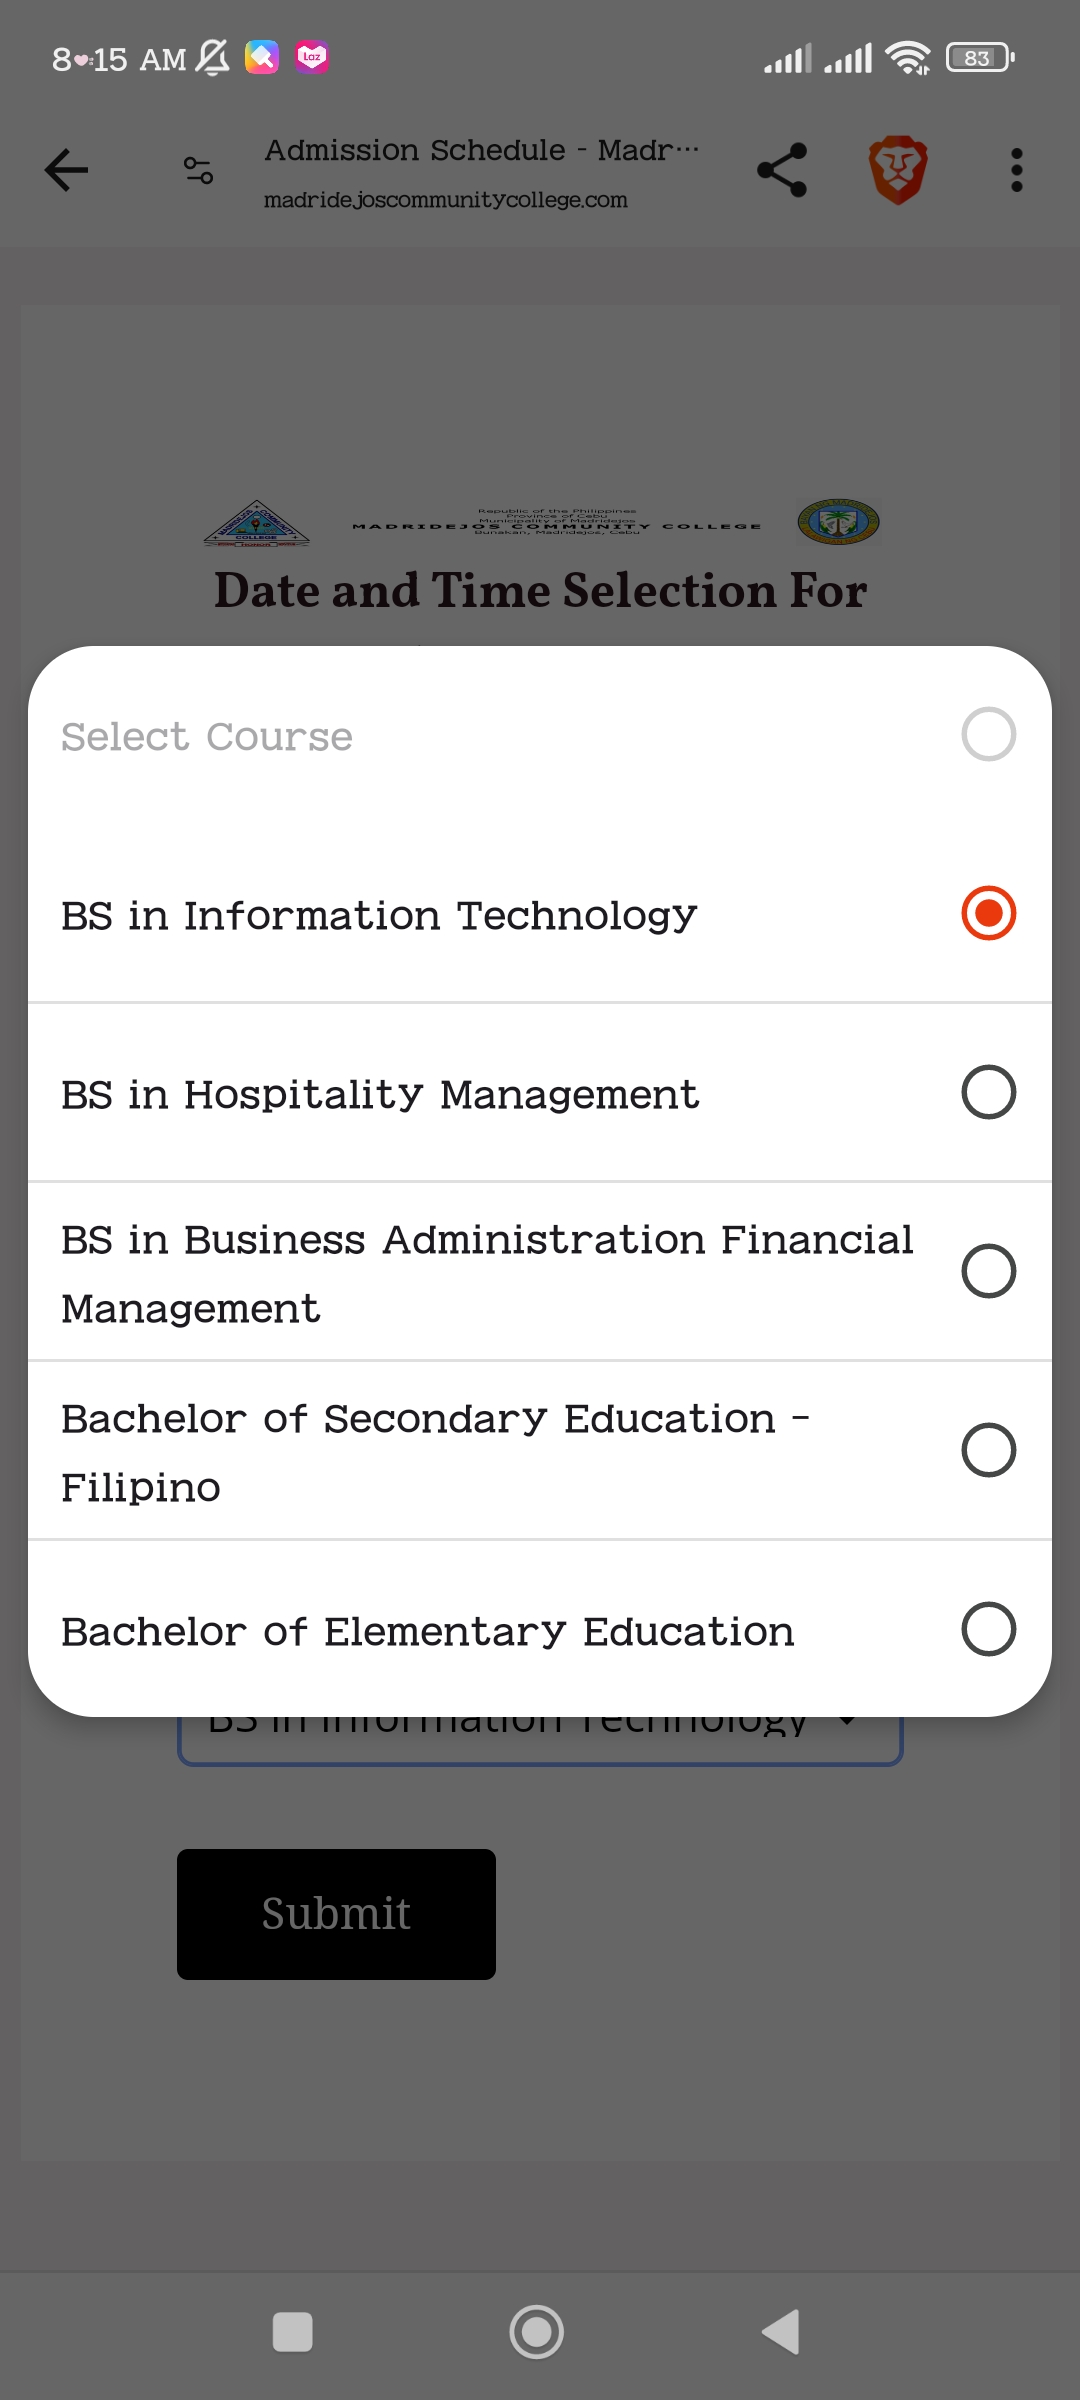 8:15 AM
83
Laz
Admission Schedule - Madr···
madridejoscommunitycollege.com
Republic of the Philippines
Province of Cebu
Municipality of Madridejos
MADRIDEJOS COMMUNITY COLLEGE
Bunakan, Madridejos, Cebu
Date and Time Selection For
Select Course
BS in Information Technology
BS in Hospitality Management
BS in Business Administration Financial
Management
Bachelor of Secondary Education -
Filipino
Bachelor of Elementary Education
BS in Information Technology
Submit